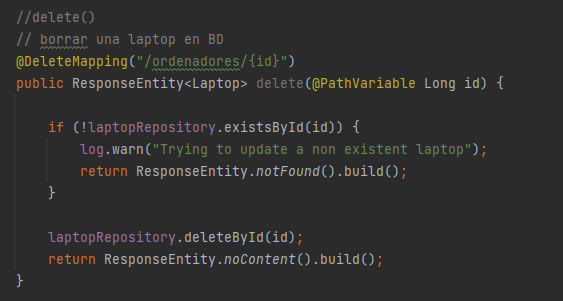 //delete()
// borrar una laptop en BD
@DeleteMapping("/ordenadores/{id}")
public ResponseEntity<Laptop> delete(@PathVariable Long id) {
if (!laptopRepository.existsById(id)) {
log.warn("Trying to update a non existent laptop");
return ResponseEntity.notFound().build();
}
laptopRepository.deleteById(id);
return ResponseEntity.noContent().build();
}